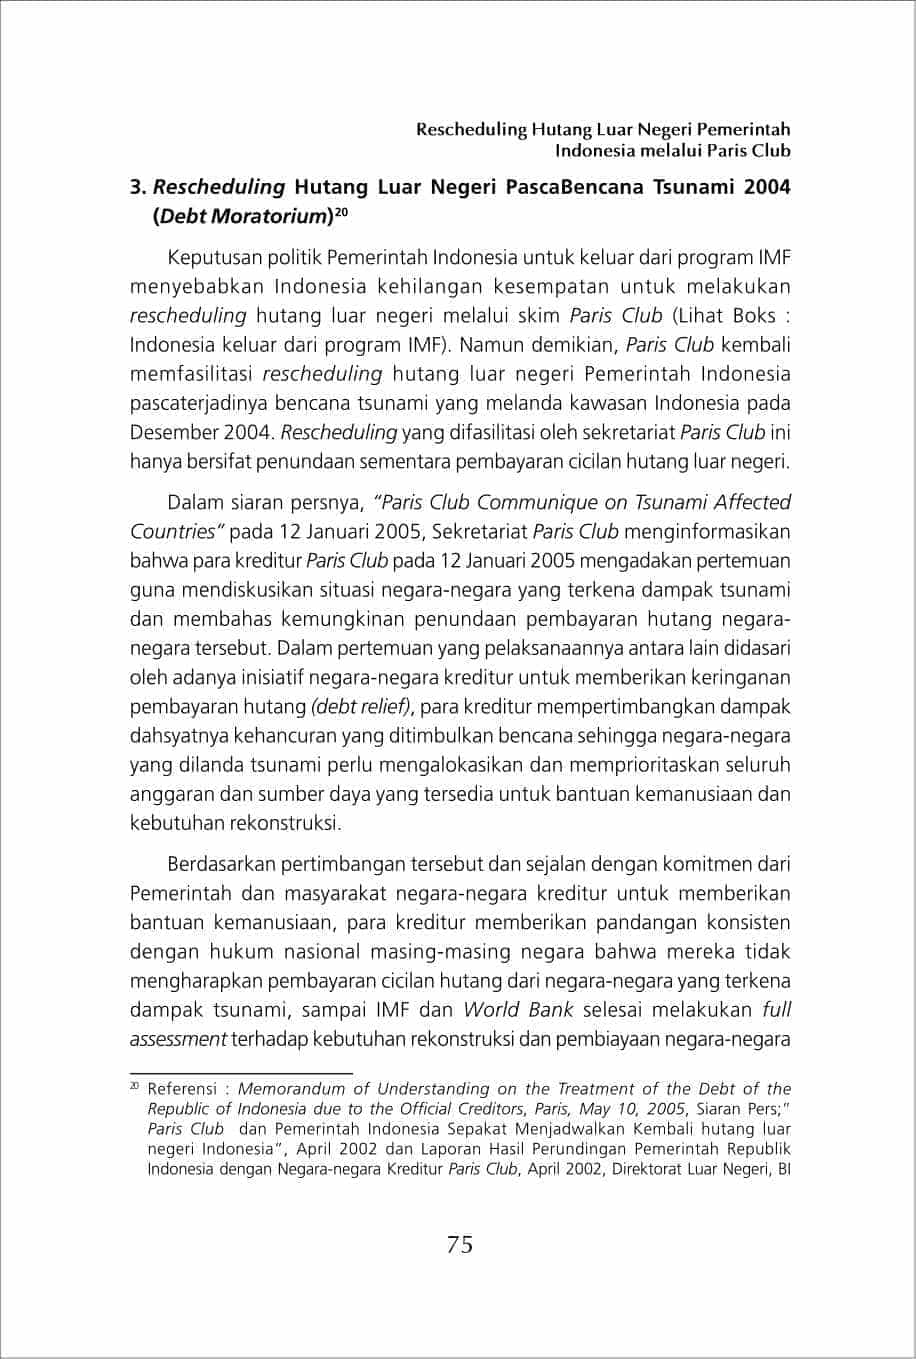 Rescheduling Hutang Luar Negeri Pemerintah
Indonesia melalui Paris Club
3. Rescheduling Hutang Luar Negeri PascaBencana Tsunami 2004
(Debt Moratorium)20
Keputusan politik Pemerintah Indonesia untuk keluar dari program IMF
menyebabkan Indonesia kehilangan kesempatan untuk melakukan
rescheduling hutang luar negeri melalui skim Paris Club (Lihat Boks :
Indonesia keluar dari program IMF). Namun demikian, Paris Club kembali
memfasilitasi rescheduling hutang luar negeri Pemerintah Indonesia
pascaterjadinya bencana tsunami yang melanda kawasan Indonesia pada
Desember 2004. Rescheduling yang difasilitasi oleh sekretariat Paris Club ini
hanya bersifat penundaan sementara pembayaran cicilan hutang luar negeri.
Dalam siaran persnya, “Paris Club Communique on Tsunami Affected
Countries” pada 12 Januari 2005, Sekretariat Paris Club menginformasikan
bahwa para kreditur Paris Club pada 12 Januari 2005 mengadakan pertemuan
guna mendiskusikan situasi negara-negara yang terkena dampak tsunami
dan membahas kemungkinan penundaan pembayaran hutang negara-
negara tersebut. Dalam pertemuan yang pelaksanaannya antara lain didasari
oleh adanya inisiatif negara-negara kreditur untuk memberikan keringanan
pembayaran hutang (debt relief), para kreditur mempertimbangkan dampak
dahsyatnya kehancuran yang ditimbulkan bencana sehingga negara-negara
yang dilanda tsunami perlu mengalokasikan dan memprioritaskan seluruh
anggaran dan sumber daya yang tersedia untuk bantuan kemanusiaan dan
kebutuhan rekonstruksi.
Berdasarkan pertimbangan tersebut dan sejalan dengan komitmen dari
Pemerintah dan masyarakat negara-negara kreditur untuk memberikan
bantuan kemanusiaan, para kreditur memberikan pandangan konsisten
dengan hukum nasional masing-masing negara bahwa mereka tidak
mengharapkan pembayaran cicilan hutang dari negara-negara yang terkena
dampak tsunami, sampai IMF dan World Bank selesai melakukan full
assessment terhadap kebutuhan rekonstruksi dan pembiayaan negara-negara
20 Referensi : Memorandum of Understanding on the Treatment of the Debt of the
Republic of Indonesia due to the Official Creditors, Paris, May 10, 2005, Siaran Pers;”
Paris Club dan Pemerintah Indonesia Sepakat Menjadwalkan Kembali hutang luar
negeri Indonesia”, April 2002 dan Laporan Hasil Perundingan Pemerintah Republik
Indonesia dengan Negara-negara Kreditur Paris Club, April 2002, Direktorat Luar Negeri, BI
75